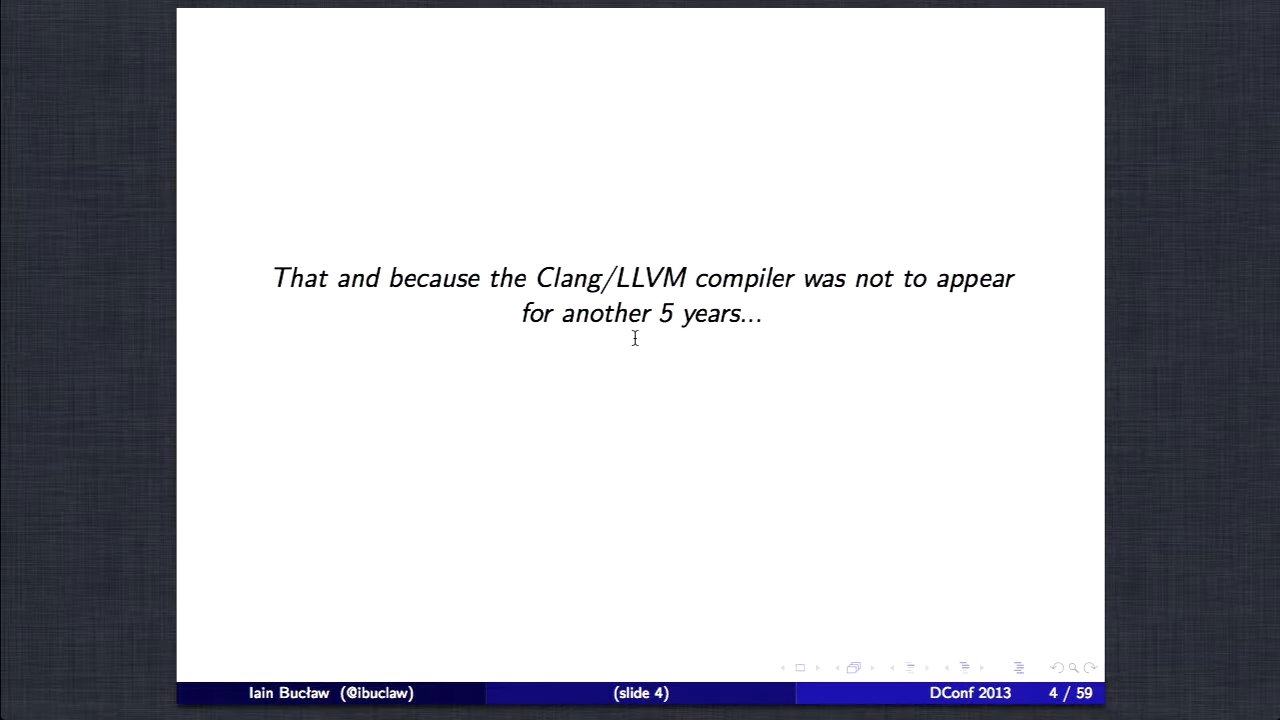 That and because the Clang/LLVM compiler was not to appear
for another 5 years...
Iain Bucław (@ibuclaw)
(slide 4)
DConf 2013
4 / 59